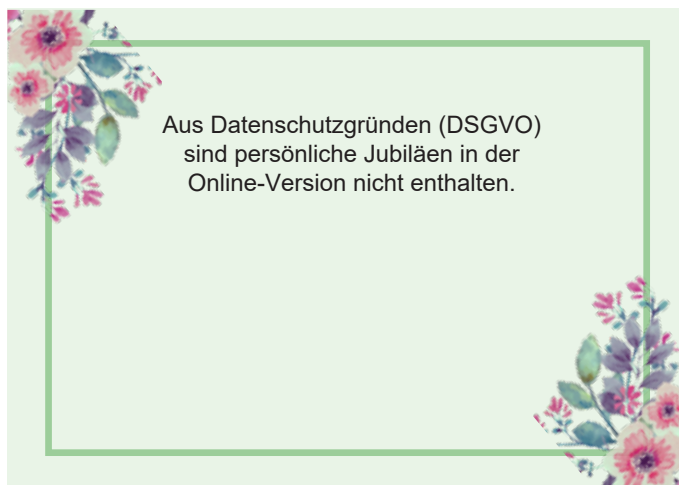 Aus Datenschutzgründen (DSGVO)
sind persönliche Jubiläen in der
Online-Version nicht enthalten.